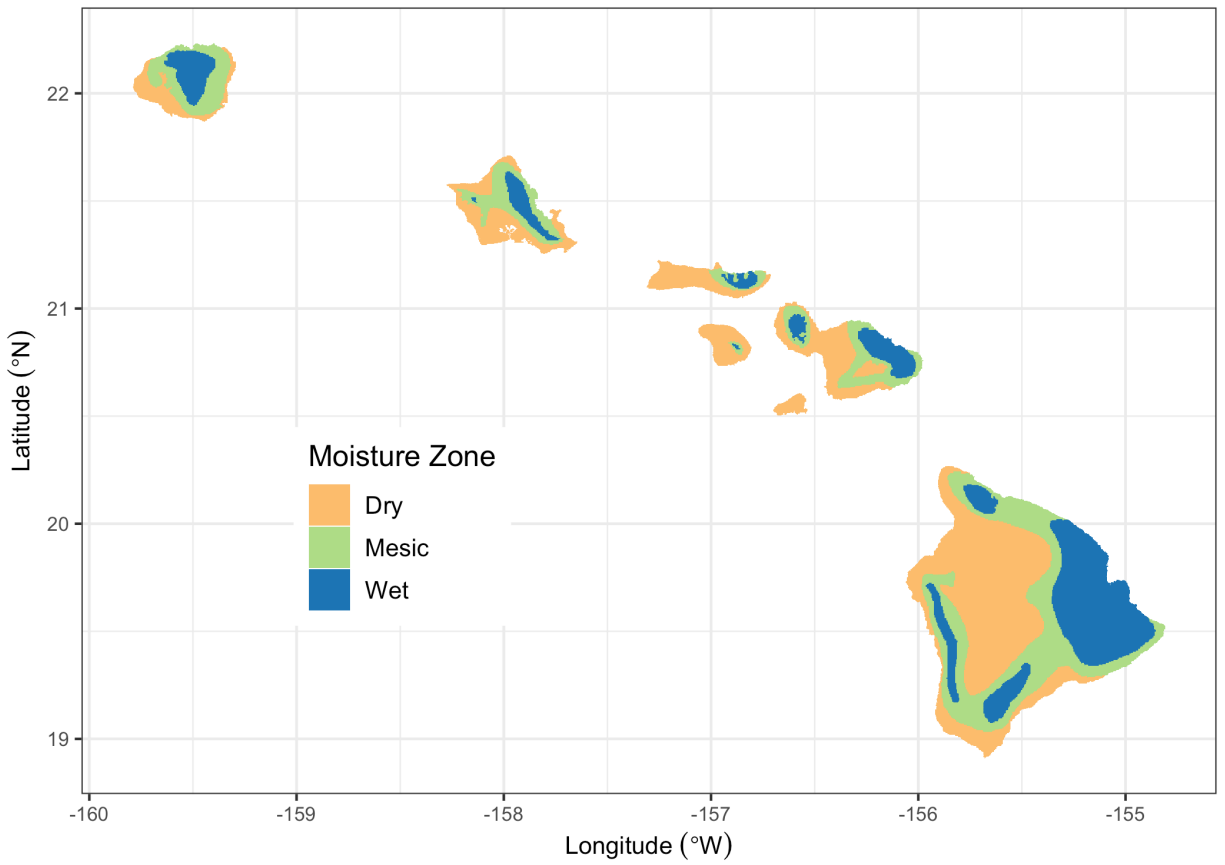 22
21
20
19
Latitude (°N)
Moisture Zone
Dry
Mesic
Wet
-160
-159
-158
-157
-156
-155
Longitude (°W)